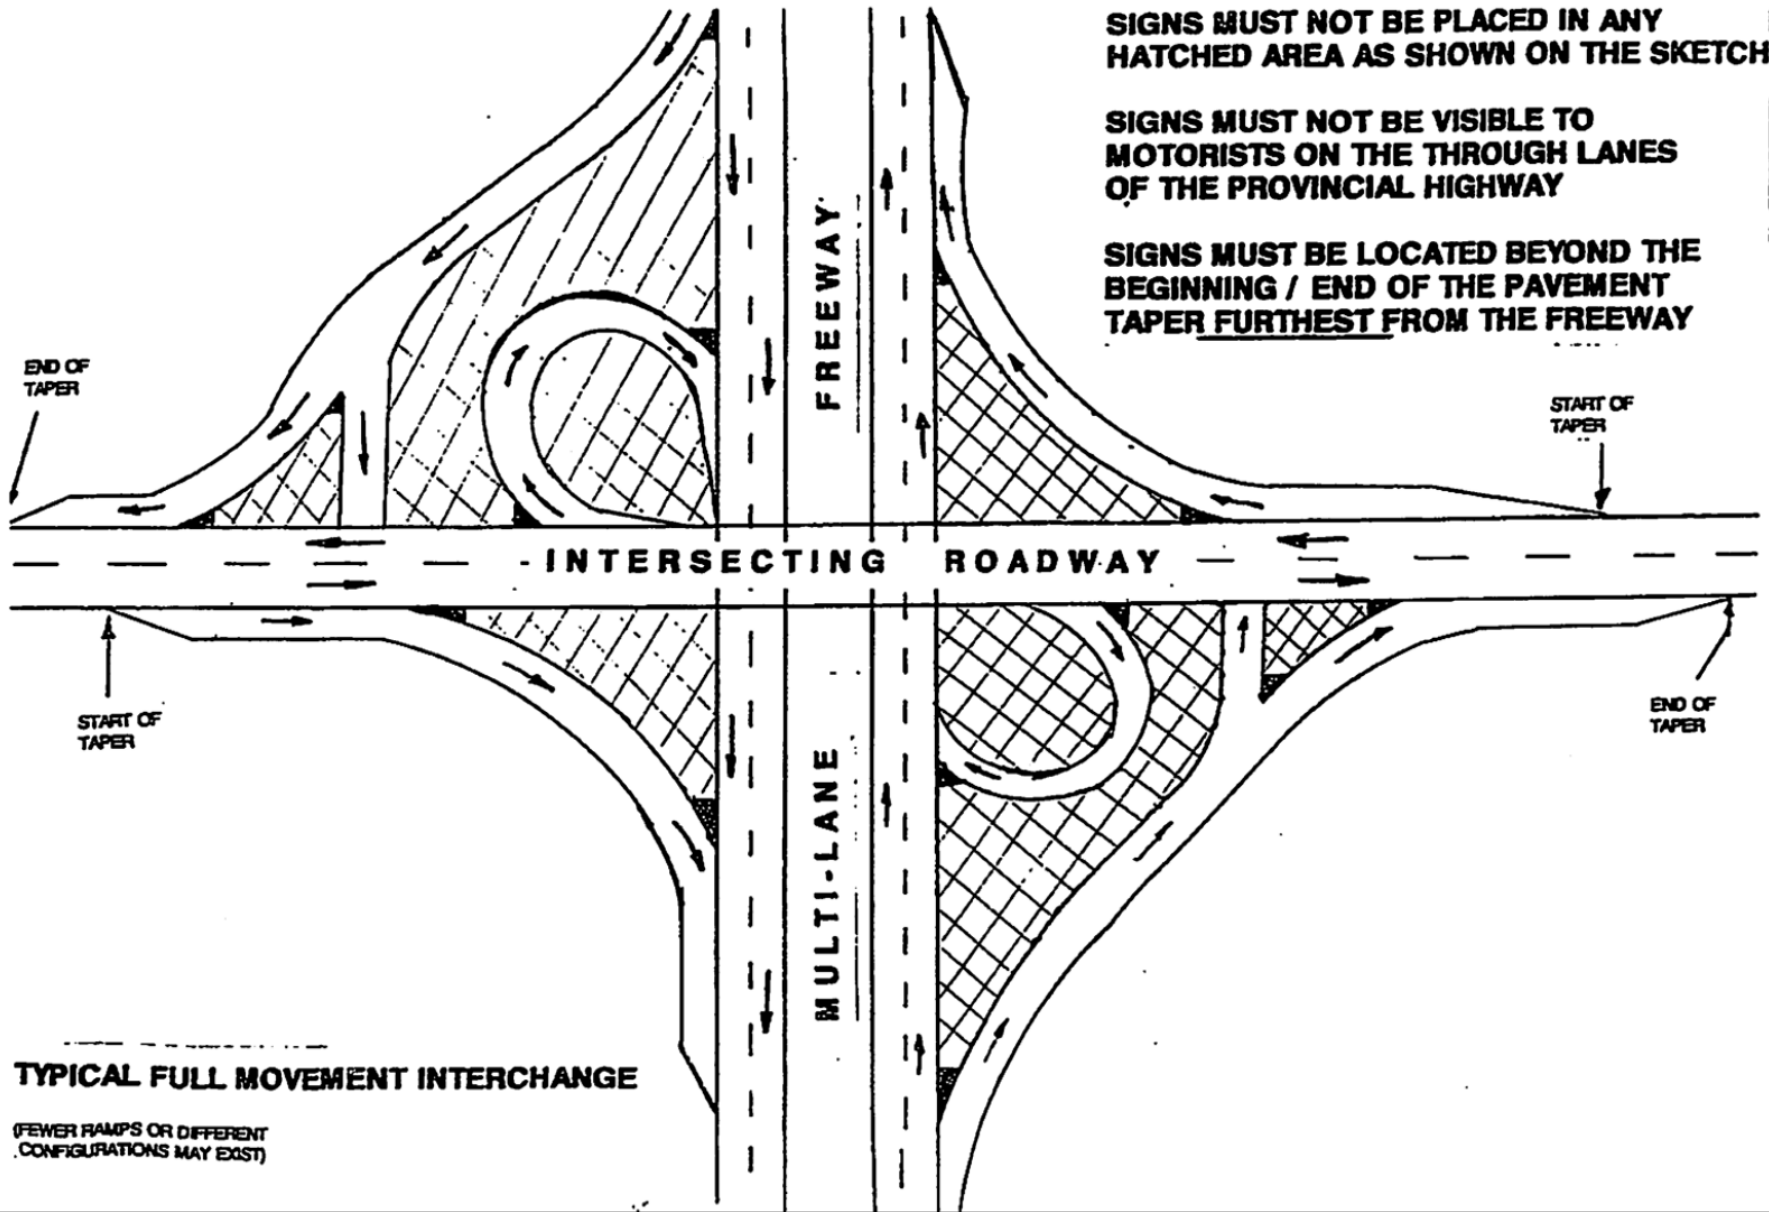 SIGNS MUST NOT BE PLACED IN ANY
HATCHED AREA AS SHOWN ON THE SKETCH
SIGNS MUST NOT BE VISIBLE TO
MOTORISTS ON THE THROUGH LANES
OF THE PROVINCIAL HIGHWAY
SIGNS MUST BE LOCATED BEYOND THE
BEGINNING / END OF THE PAVEMENT
TAPER FURTHEST FROM THE FREEWAY
FREEWAY
END OF
TAPER
START OF
TAPER
INTERSECTING ROADWAY
START OF
TAPER
END OF
TAPER
MULTI-LANE
TYPICAL FULL MOVEMENT INTERCHANGE
(FEWER RAMPS OR DIFFERENT
CONFIGURATIONS MAY EXIST)